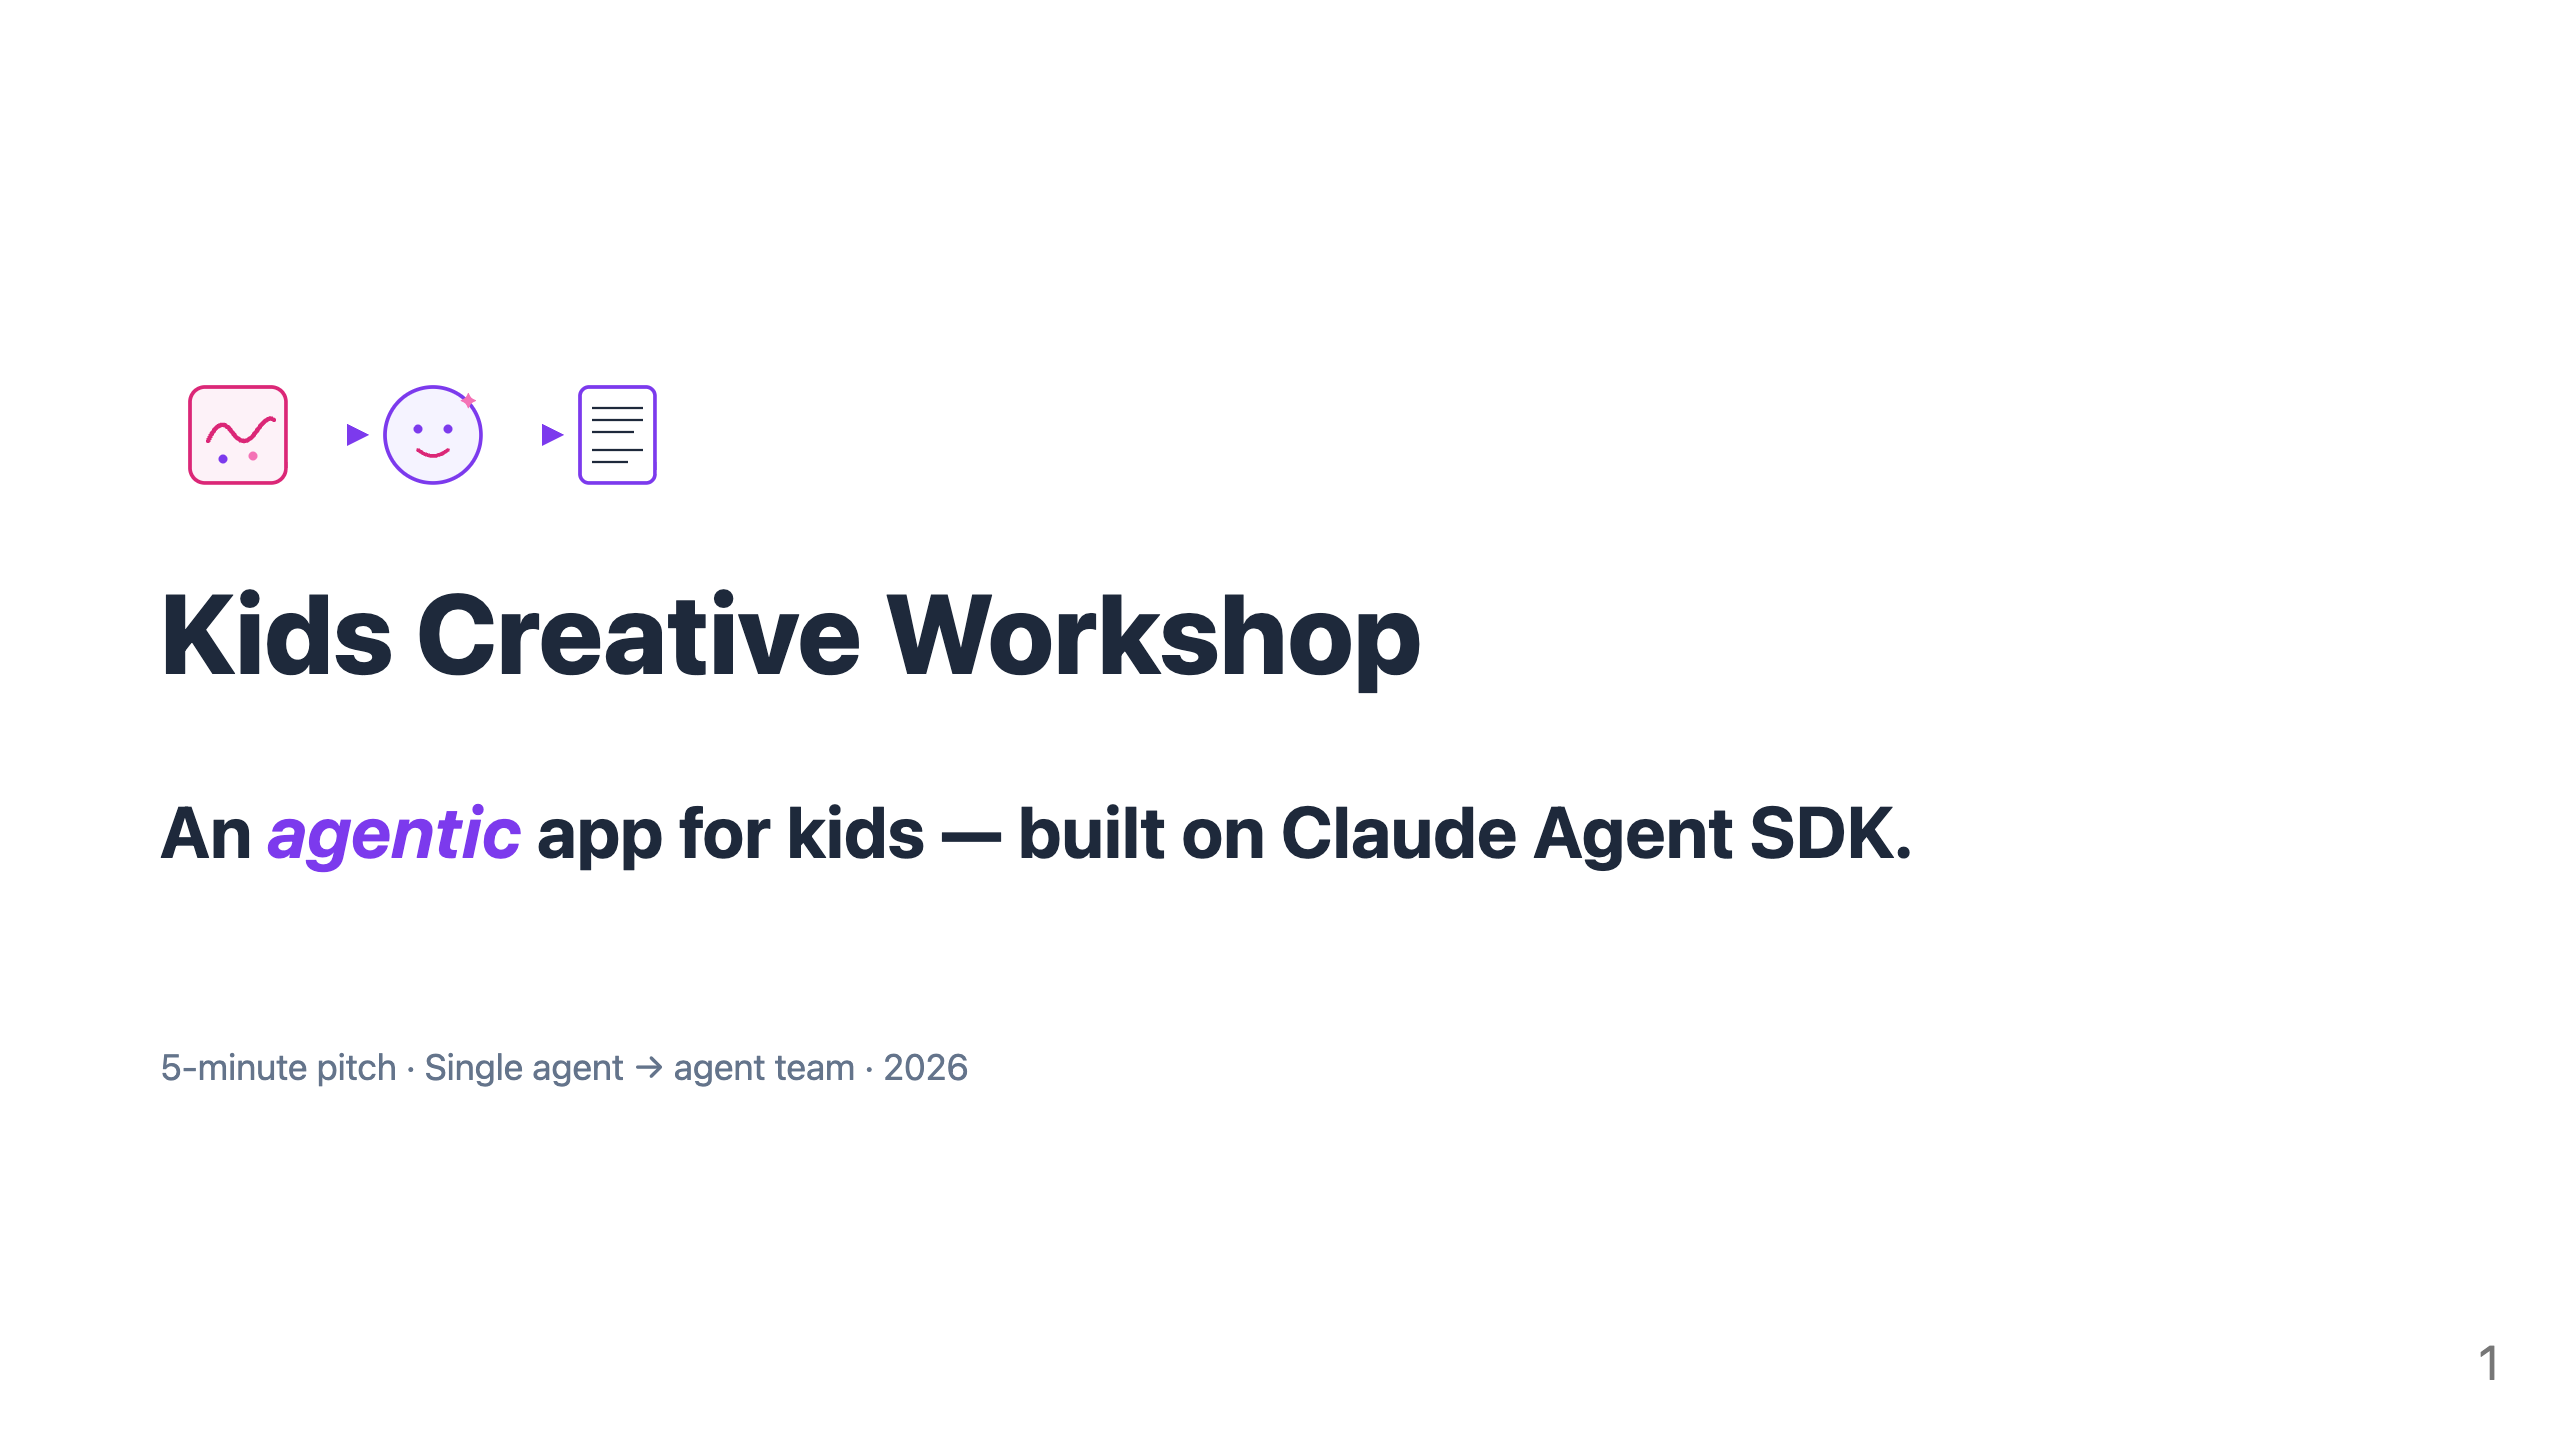 Kids Creative Workshop
An agentic app for kids — built on Claude Agent SDK.
5-minute pitch · Single agent → agent team · 2026
1